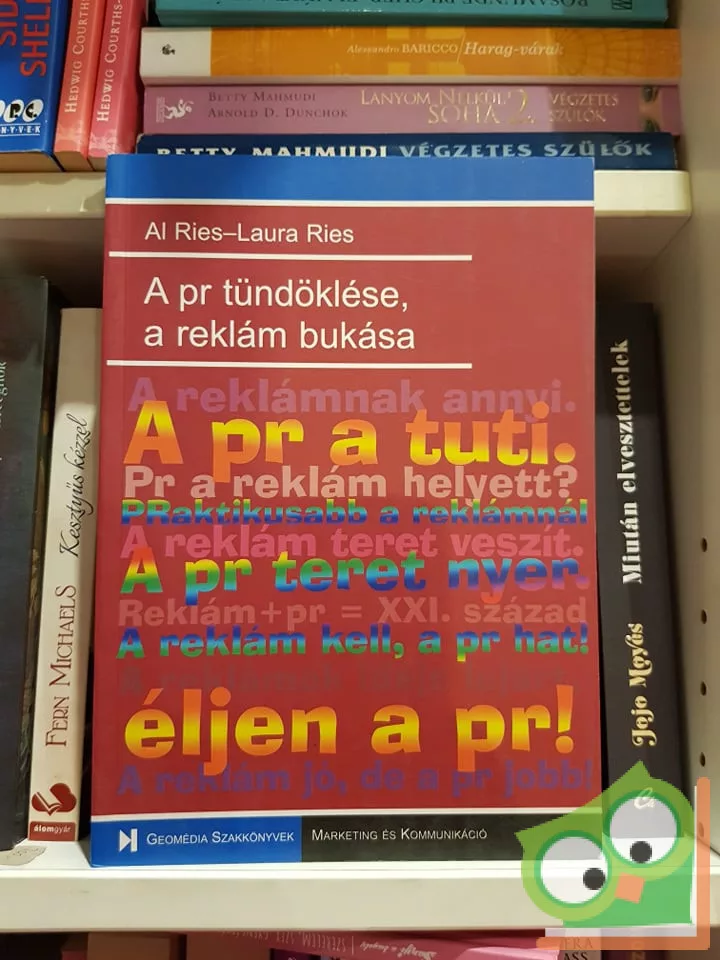 ROSAMUNDE PILCHER
Alessandro BARICCO / Harag-várak
BETTY MAHMUDI
ARNOLD D. DUNCHOK
LÁNYOM NÉLKÜL
SOHA 2.
VÉGZETES
SZÜLŐK
BETTY MAHMUDI VÉGZETES SZÜLŐK
HEDWIG COURTHS-
HEDWIG COURTHS-
Al Ries–Laura Ries
A pr tündöklése,
a reklám bukása
A reklámnak annyi.
A pr a tuti.
Pr a reklám helyett?
PRaktikusabb a reklámnál
A reklám teret veszít.
A pr teret nyer.
Reklám+pr = XXI. század
A reklám kell, a pr hat!
éljen a pr!
A reklám jó, de a pr jobb!
GEOMÉDIA SZAKKÖNYVEK
MARKETING ÉS KOMMUNIKÁCIÓ
FERN MICHAELS Kesztyűs kézzel
álomgyár
Jojo Moyes Miután elvesztettelek